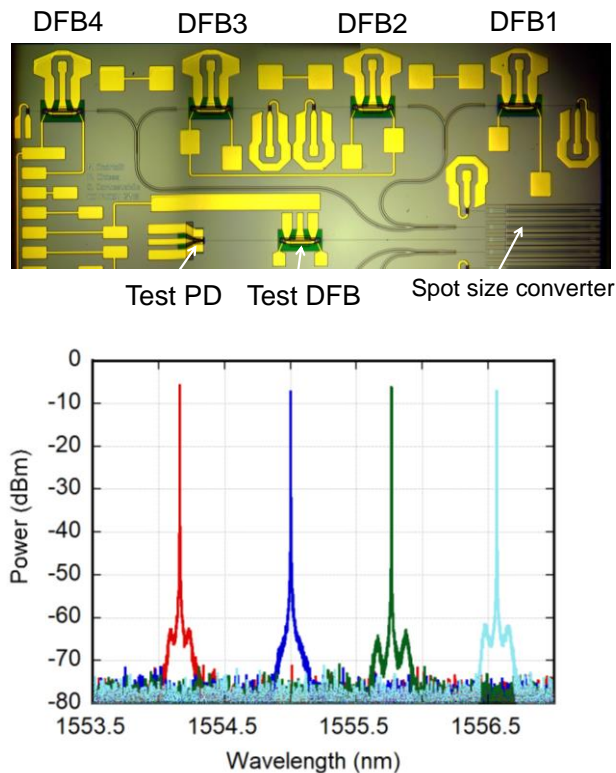 DFB4 DFB3 DFB2 DFB1
Test PD Test DFB Spot size converter
0
-10
-20
-30
-40
-50
-60
-70
-80
Power (dBm)
1553.5 1554.5 1555.5 1556.5
Wavelength (nm)